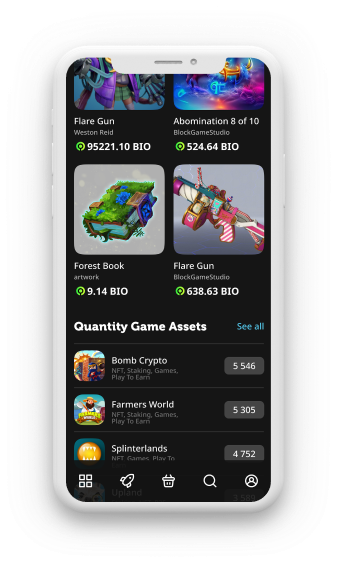 Flare Gun
Weston Reid
95221.10 BIO
Abomination 8 of 10
BlockGameStudio
524.64 BIO
Forest Book
artwork
9.14 BIO
Flare Gun
BlockGameStudio
638.63 BIO
Quantity Game Assets
See all
Bomb Crypto
NFT, Staking, Games,
Play To Earn
5 546
Farmers World
NFT, Staking, Games,
Play To Earn
5 305
Splinterlands
NFT, Games, Play To
4 752
Upland